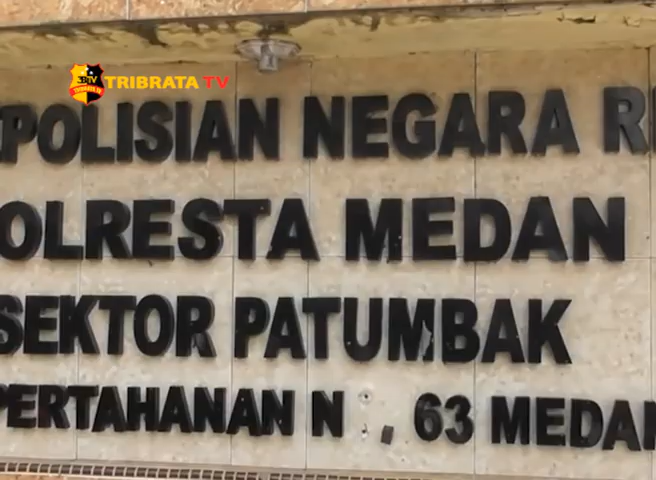 TRIBRATA TV
POLISIAN NEGARA R
OLRESTA MEDAN
SEKTOR PATUMBAK
PERTAHANAN N , 63 MEDAN